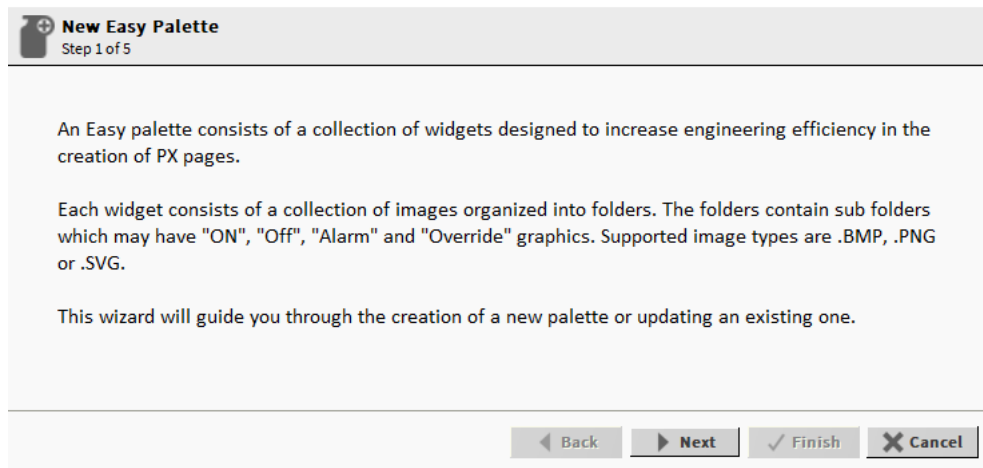 New Easy Palette
Step 1 of 5
An Easy palette consists of a collection of widgets designed to increase engineering efficiency in the
creation of PX pages.
Each widget consists of a collection of images organized into folders. The folders contain sub folders
which may have "ON", "Off", "Alarm" and "Override" graphics. Supported image types are .BMP, .PNG
or .SVG.
This wizard will guide you through the creation of a new palette or updating an existing one.
Back Next Finish Cancel